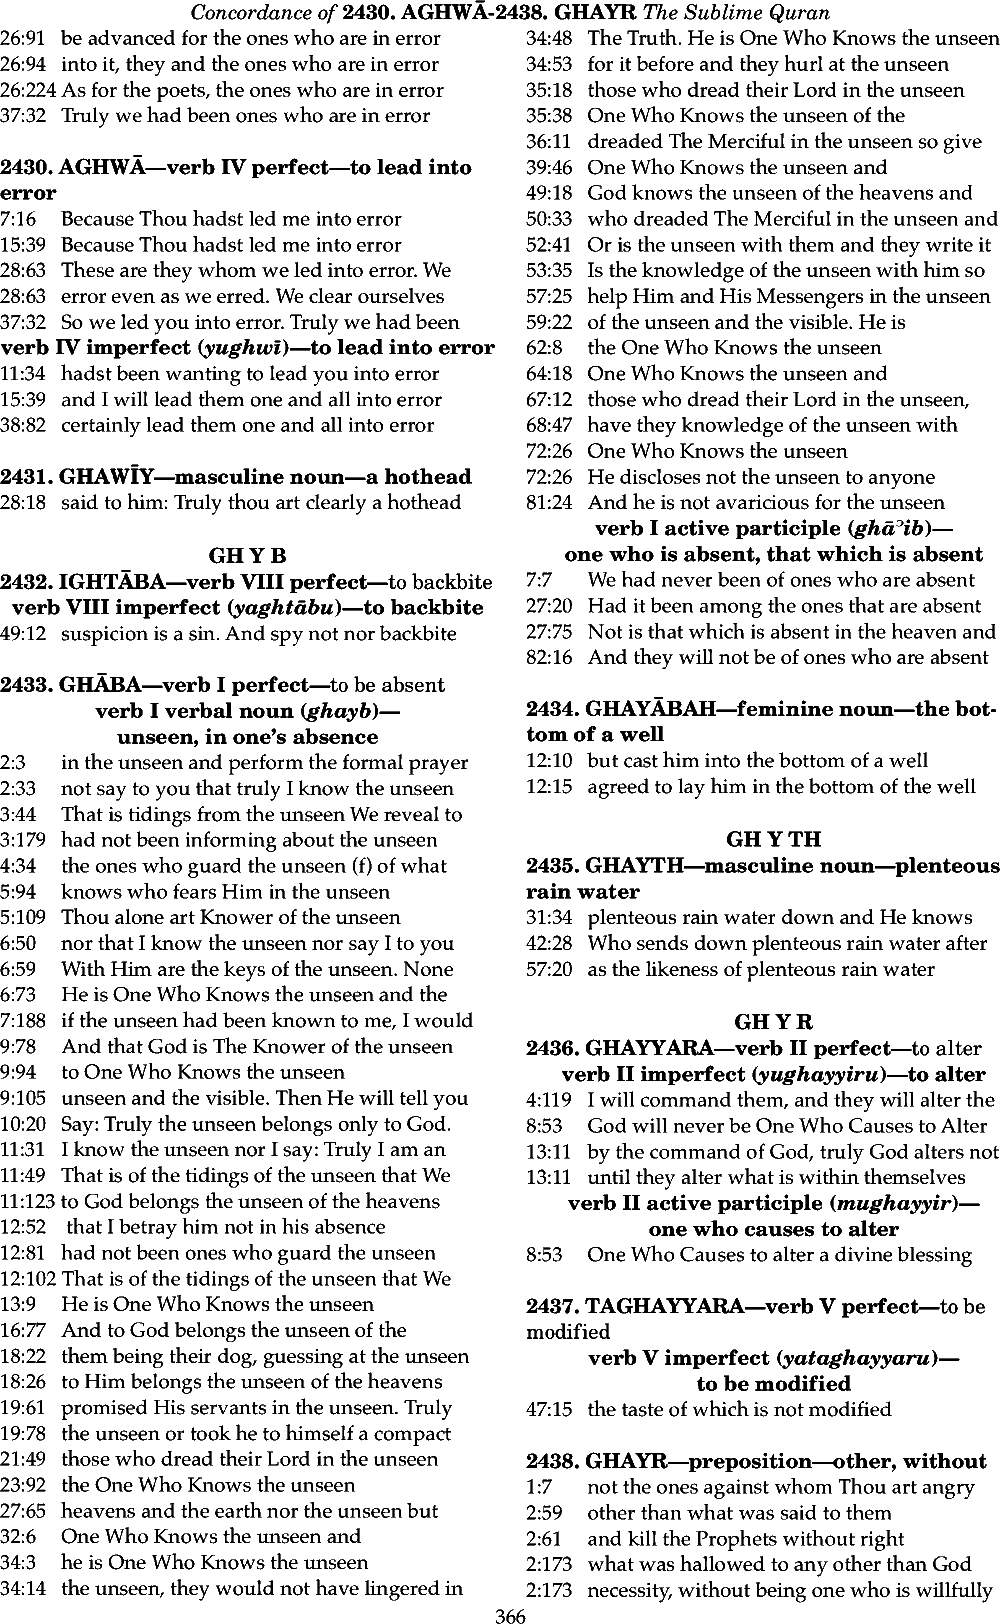 Concordance of 2430. AGHWĀ-2438. GHAYR The Sublime Quran
26:91 be advanced for the ones who are in error
26:94 into it, they and the ones who are in error
26:224 As for the poets, the ones who are in error
37:32 Truly we had been ones who are in error
2430. AGHWĀ—verb IV perfect—to lead into
error
7:16 Because Thou hadst led me into error
15:39 Because Thou hadst led me into error
28:63 These are they whom we led into error. We
28:63 error even as we erred. We clear ourselves
37:32 So we led you into error. Truly we had been
verb IV imperfect (yughwī)—to lead into error
11:34 hadst been wanting to lead you into error
15:39 and I will lead them one and all into error
38:82 certainly lead them one and all into error
2431. GHAWĪY—masculine noun—a hothead
28:18 said to him: Truly thou art clearly a hothead
GH Y B
2432. IGHTĀBA—verb VIII perfect—to backbite
verb VIII imperfect (yaghtābu)—to backbite
49:12 suspicion is a sin. And spy not nor backbite
2433. GHĀBA—verb I perfect—to be absent
verb I verbal noun (ghayb)—
unseen, in one's absence
2:3 in the unseen and perform the formal prayer
2:33 not say to you that truly I know the unseen
3:44 That is tidings from the unseen We reveal to
3:179 had not been informing about the unseen
4:34 the ones who guard the unseen (f) of what
5:94 knows who fears Him in the unseen
5:109 Thou alone art Knower of the unseen
6:50 nor that I know the unseen nor say I to you
6:59 With Him are the keys of the unseen. None
6:73 He is One Who Knows the unseen and the
7:188 if the unseen had been known to me, I would
9:78 And that God is The Knower of the unseen
9:94 to One Who Knows the unseen
9:105 unseen and the visible. Then He will tell you
10:20 Say: Truly the unseen belongs only to God.
11:31 I know the unseen nor I say: Truly I am an
11:49 That is of the tidings of the unseen that We
11:123 to God belongs the unseen of the heavens
12:52 that I betray him not in his absence
12:81 had not been ones who guard the unseen
12:102 That is of the tidings of the unseen that We
13:9 He is One Who Knows the unseen
16:77 And to God belongs the unseen of the
18:22 them being their dog, guessing at the unseen
18:26 to Him belongs the unseen of the heavens
19:61 promised His servants in the unseen. Truly
19:78 the unseen or took he to himself a compact
21:49 those who dread their Lord in the unseen
23:92 the One Who Knows the unseen
27:65 heavens and the earth nor the unseen but
32:6 One Who Knows the unseen and
34:3 he is One Who Knows the unseen
34:14 the unseen, they would not have lingered in
34:48 The Truth. He is One Who Knows the unseen
34:53 for it before and they hurl at the unseen
35:18 those who dread their Lord in the unseen
35:38 One Who Knows the unseen of the
36:11 dreaded The Merciful in the unseen so give
39:46 One Who Knows the unseen and
49:18 God knows the unseen of the heavens and
50:33 who dreaded The Merciful in the unseen and
52:41 Or is the unseen with them and they write it
53:35 Is the knowledge of the unseen with him so
57:25 help Him and His Messengers in the unseen
59:22 of the unseen and the visible. He is
62:8 the One Who Knows the unseen
64:18 One Who Knows the unseen and
67:12 those who dread their Lord in the unseen,
68:47 have they knowledge of the unseen with
72:26 One Who Knows the unseen
72:26 He discloses not the unseen to anyone
81:24 And he is not avaricious for the unseen
verb I active participle (ghāʾib)—
one who is absent, that which is absent
7:7 We had never been of ones who are absent
27:20 Had it been among the ones that are absent
27:75 Not is that which is absent in the heaven and
82:16 And they will not be of ones who are absent
2434. GHAYĀBAH—feminine noun—the bot-
tom of a well
12:10 but cast him into the bottom of a well
12:15 agreed to lay him in the bottom of the well
GH Y TH
2435. GHAYTH—masculine noun—plenteous
rain water
31:34 plenteous rain water down and He knows
42:28 Who sends down plenteous rain water after
57:20 as the likeness of plenteous rain water
GH Y R
2436. GHAYYARA—verb II perfect—to alter
verb II imperfect (yughayyiru)—to alter
4:119 I will command them, and they will alter the
8:53 God will never be One Who Causes to Alter
13:11 by the command of God, truly God alters not
13:11 until they alter what is within themselves
verb II active participle (mughayyir)—
one who causes to alter
8:53 One Who Causes to alter a divine blessing
2437. TAGHAYYARA—verb V perfect—to be
modified
verb V imperfect (yataghayyaru)—
to be modified
47:15 the taste of which is not modified
2438. GHAYR—preposition—other, without
1:7 not the ones against whom Thou art angry
2:59 other than what was said to them
2:61 and kill the Prophets without right
2:173 what was hallowed to any other than God
2:173 necessity, without being one who is willfully
366